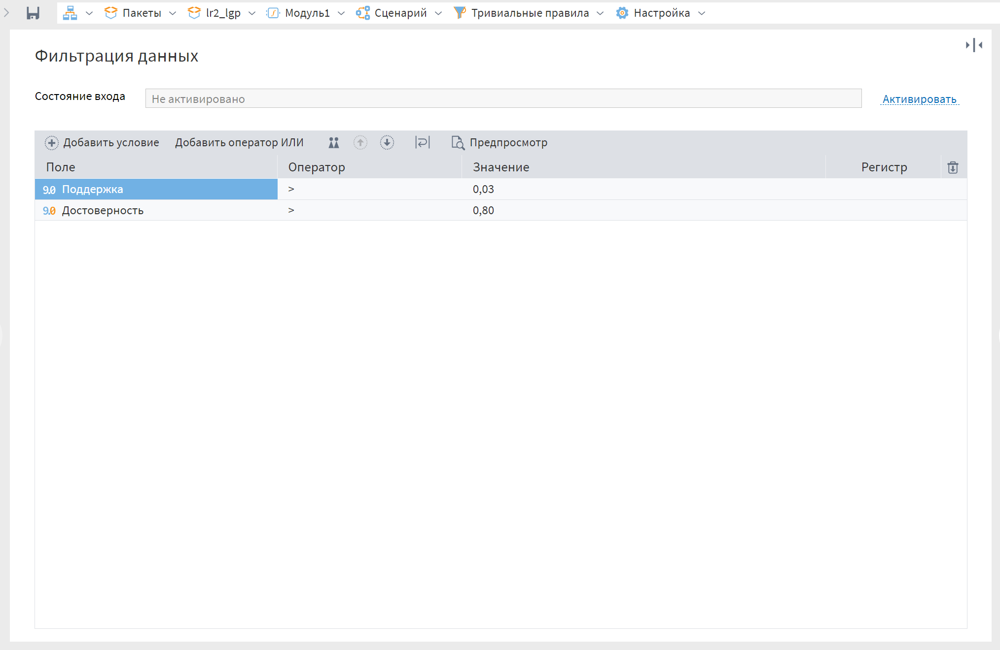 Пакеты lr2_lgp Модуль1 Сценарий Тривиальные правила Настройка
Фильтрация данных
Состояние входа Не активировано Активировать
Добавить условие Добавить оператор ИЛИ Предпросмотр
Поле Оператор Значение Регистр
9.0 Поддержка > 0,03
9.0 Достоверность > 0,80